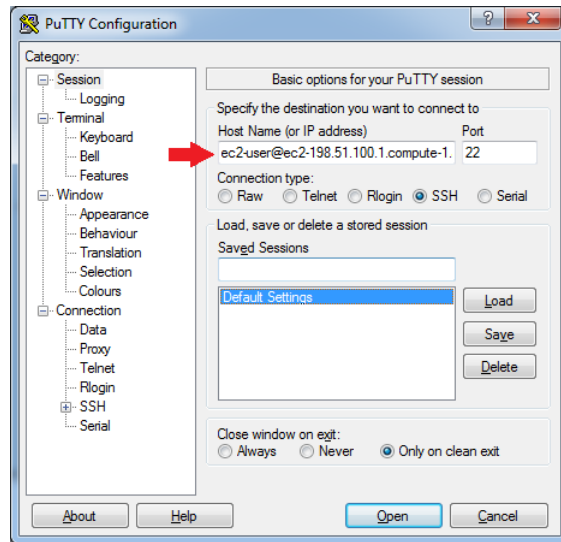 PuTTY Configuration
Category:
Session
Logging
Terminal
Keyboard
Bell
Features
Window
Appearance
Behaviour
Translation
Selection
Colours
Connection
Data
Proxy
Telnet
Rlogin
SSH
Serial
Basic options for your PuTTY session
Specify the destination you want to connect to
Host Name (or IP address) Port
ec2-user@ec2-198.51.100.1.compute-1. 22
Connection type:
Raw Telnet Rlogin SSH Serial
Load, save or delete a stored session
Saved Sessions
Default Settings
Load
Save
Delete
Close window on exit:
Always Never Only on clean exit
About Help Open Cancel